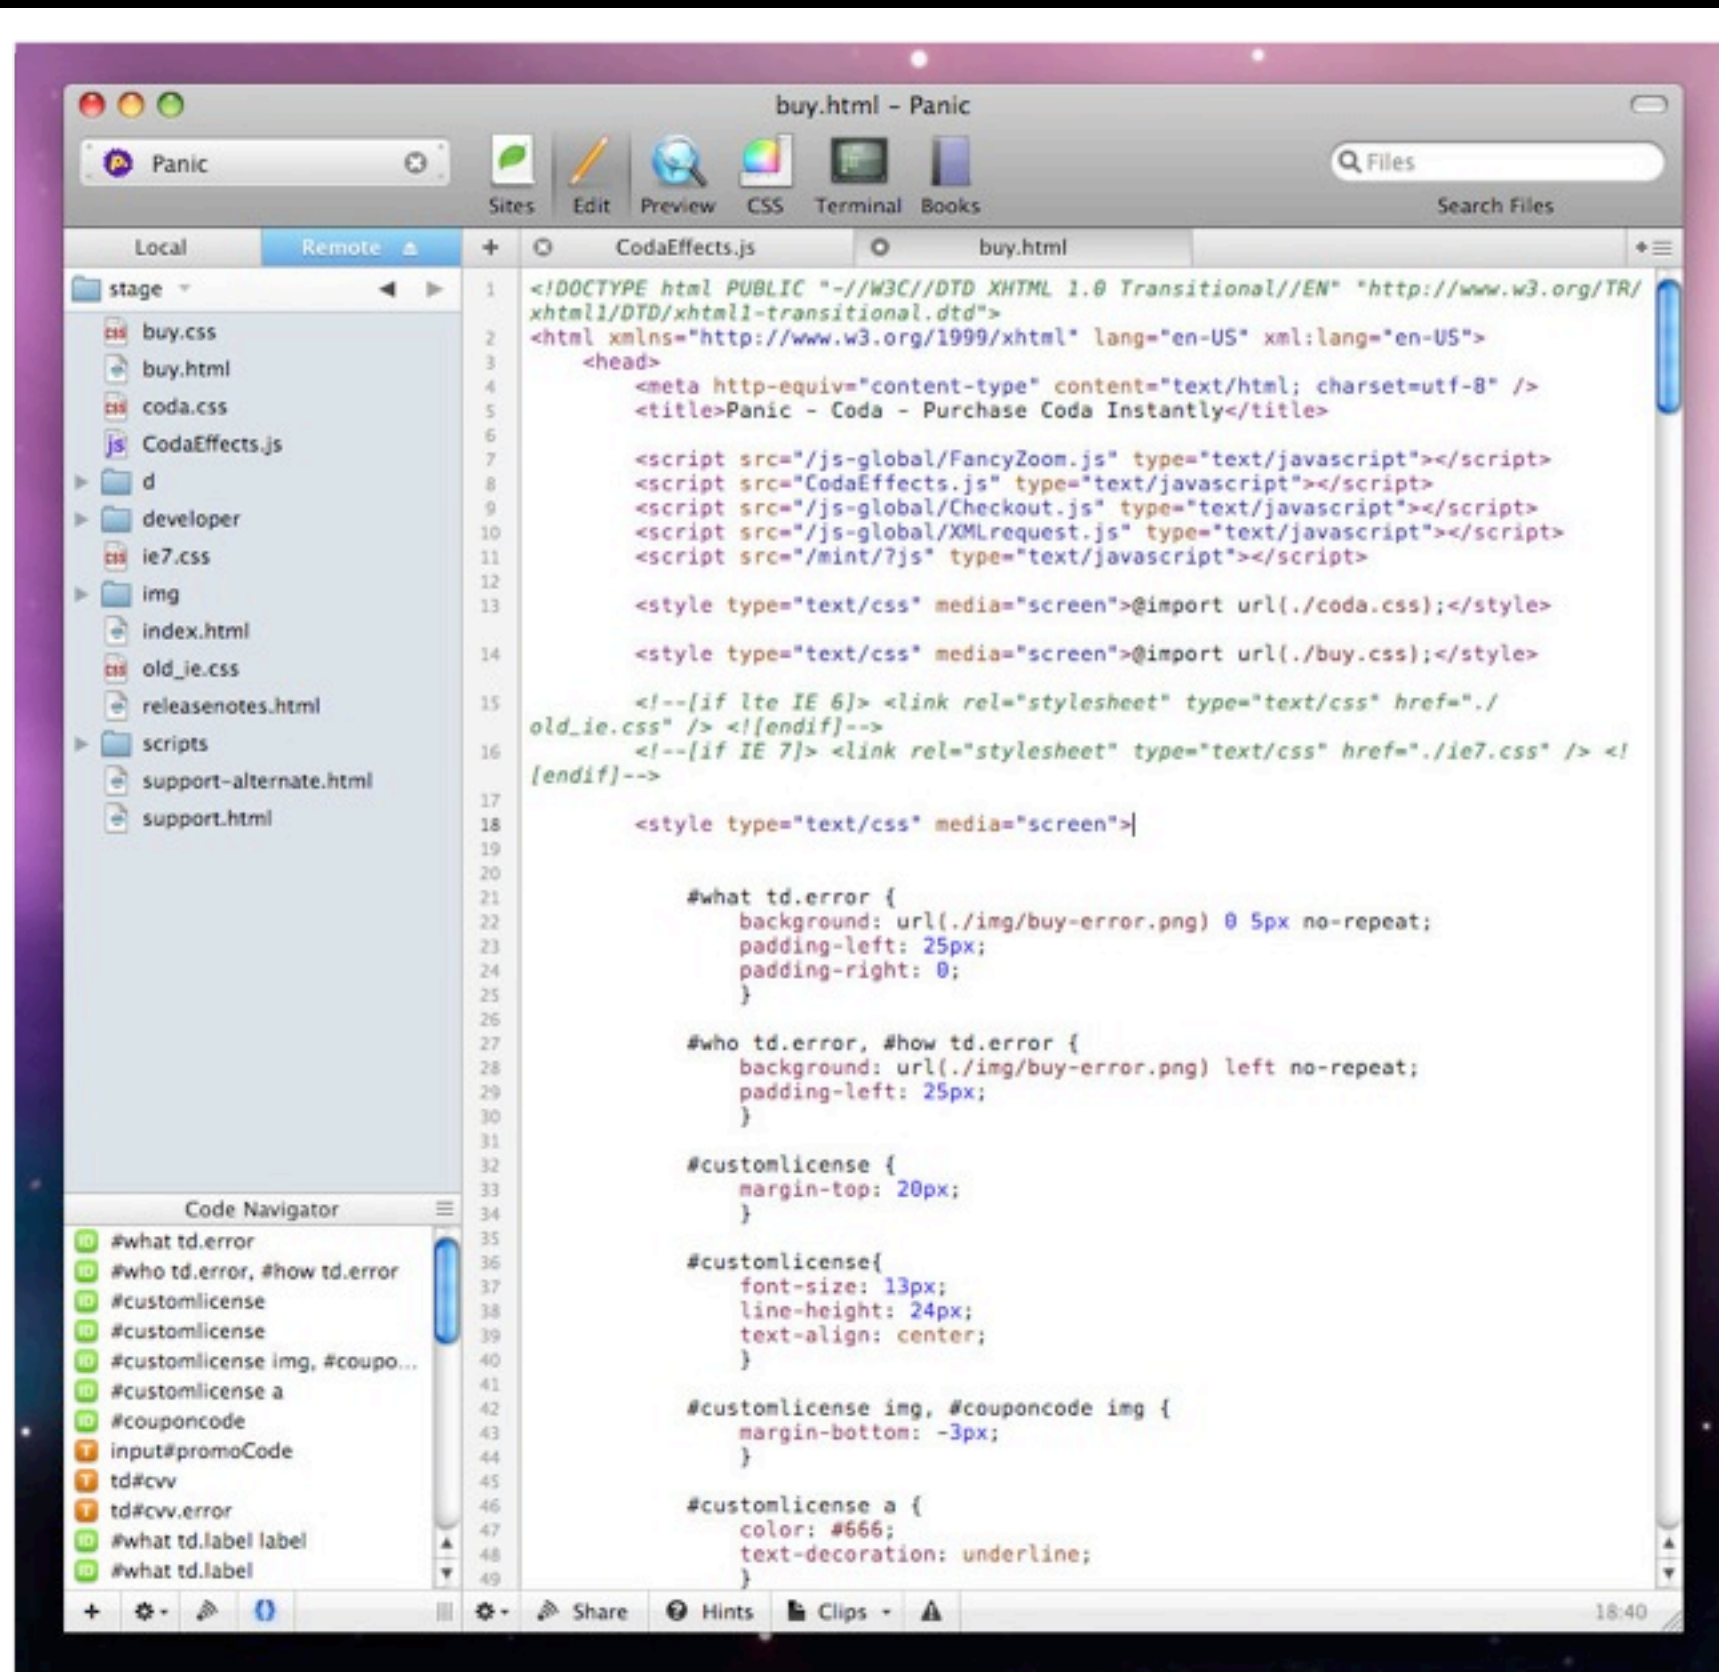 buy.html – Panic
Panic
Sites Edit Preview CSS Terminal Books
Files
Search Files
Local Remote
+ CodaEffects.js buy.html
stage
buy.css
buy.html
coda.css
CodaEffects.js
d
developer
ie7.css
img
index.html
old_ie.css
releasenotes.html
scripts
support-alternate.html
support.html
Code Navigator
#what td.error
#who td.error, #how td.error
#customlicense
#customlicense
#customlicense img, #coupo...
#customlicense a
#couponcode
input#promoCode
td#cvv
td#cvv.error
#what td.label label
#what td.label
1 <!DOCTYPE html PUBLIC "-//W3C//DTD XHTML 1.0 Transitional//EN" "http://www.w3.org/TR/
xhtml1/DTD/xhtml1-transitional.dtd">
2 <html xmlns="http://www.w3.org/1999/xhtml" lang="en-US" xml:lang="en-US">
3 <head>
4 <meta http-equiv="content-type" content="text/html; charset=utf-8" />
5 <title>Panic - Coda - Purchase Coda Instantly</title>
6
7 <script src="/js-global/FancyZoom.js" type="text/javascript"></script>
8 <script src="CodaEffects.js" type="text/javascript"></script>
9 <script src="/js-global/Checkout.js" type="text/javascript"></script>
10 <script src="/js-global/XMLrequest.js" type="text/javascript"></script>
11 <script src="/mint/?js" type="text/javascript"></script>
12
13 <style type="text/css" media="screen">@import url(./coda.css);</style>
14 <style type="text/css" media="screen">@import url(./buy.css);</style>
15 <!--[if lte IE 6]> <link rel="stylesheet" type="text/css" href="./
old_ie.css" /> <![endif]-->
16 <!--[if IE 7]> <link rel="stylesheet" type="text/css" href="./ie7.css" /> <!
[endif]-->
17
18 <style type="text/css" media="screen">
19
20
21 #what td.error {
22 background: url(./img/buy-error.png) 0 5px no-repeat;
23 padding-left: 25px;
24 padding-right: 0;
25 }
26
27 #who td.error, #how td.error {
28 background: url(./img/buy-error.png) left no-repeat;
29 padding-left: 25px;
30 }
31
32 #customlicense {
33 margin-top: 20px;
34 }
35
36 #customlicense{
37 font-size: 13px;
38 line-height: 24px;
39 text-align: center;
40 }
41
42 #customlicense img, #couponcode img {
43 margin-bottom: -3px;
44 }
45
46 #customlicense a {
47 color: #666;
48 text-decoration: underline;
49 }
Share Hints Clips 18:40